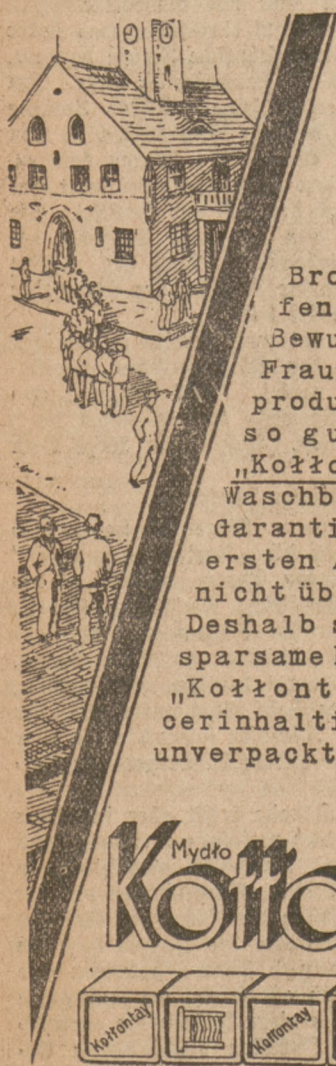 Bro
fen
Bewu
Frau
produ
so gu
„Kołło
Waschb
Garanti
ersten A
nicht üb
Deshalb s
sparsame
„Kołłont
cerinhalti
unverpackt
Mydło
Kołło
Kołłontay
Kołłontay